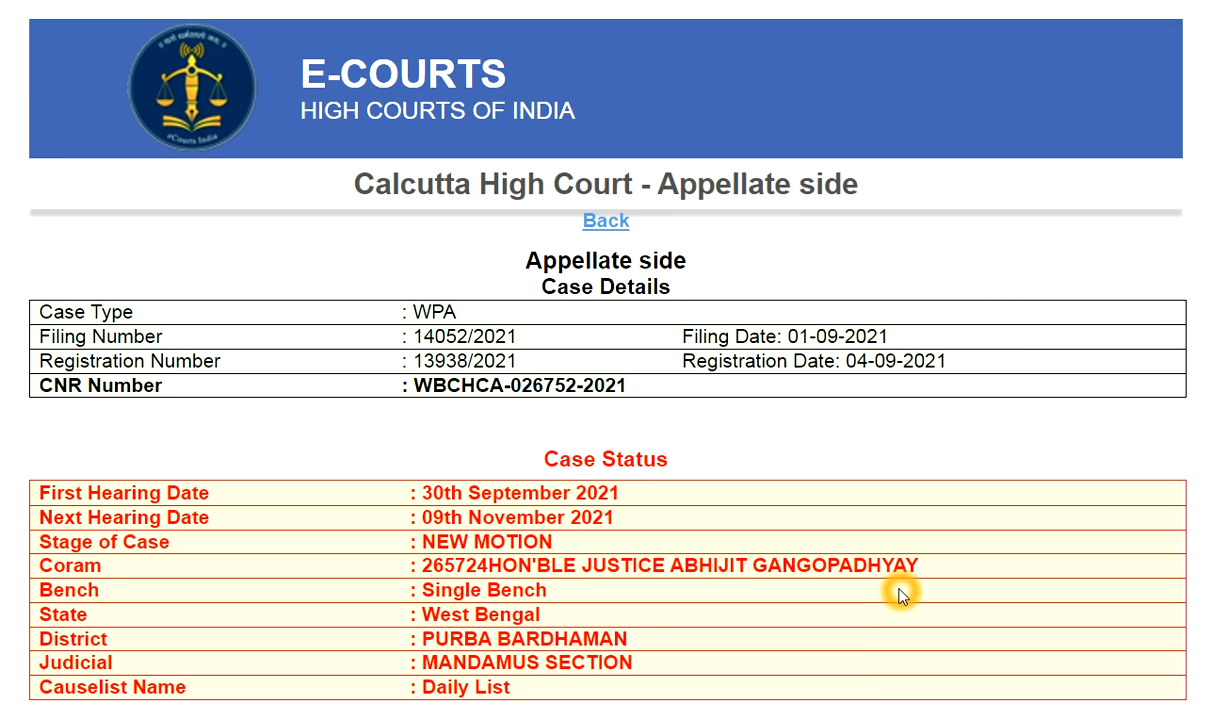 eCourts India
E-COURTS
HIGH COURTS OF INDIA
Calcutta High Court - Appellate side
Back
Appellate side
Case Details
Case Type : WPA
Filing Number : 14052/2021 Filing Date: 01-09-2021
Registration Number : 13938/2021 Registration Date: 04-09-2021
CNR Number : WBCHCA-026752-2021
Case Status
First Hearing Date : 30th September 2021
Next Hearing Date : 09th November 2021
Stage of Case : NEW MOTION
Coram : 265724HON'BLE JUSTICE ABHIJIT GANGOPADHYAY
Bench : Single Bench
State : West Bengal
District : PURBA BARDHAMAN
Judicial : MANDAMUS SECTION
Causelist Name : Daily List